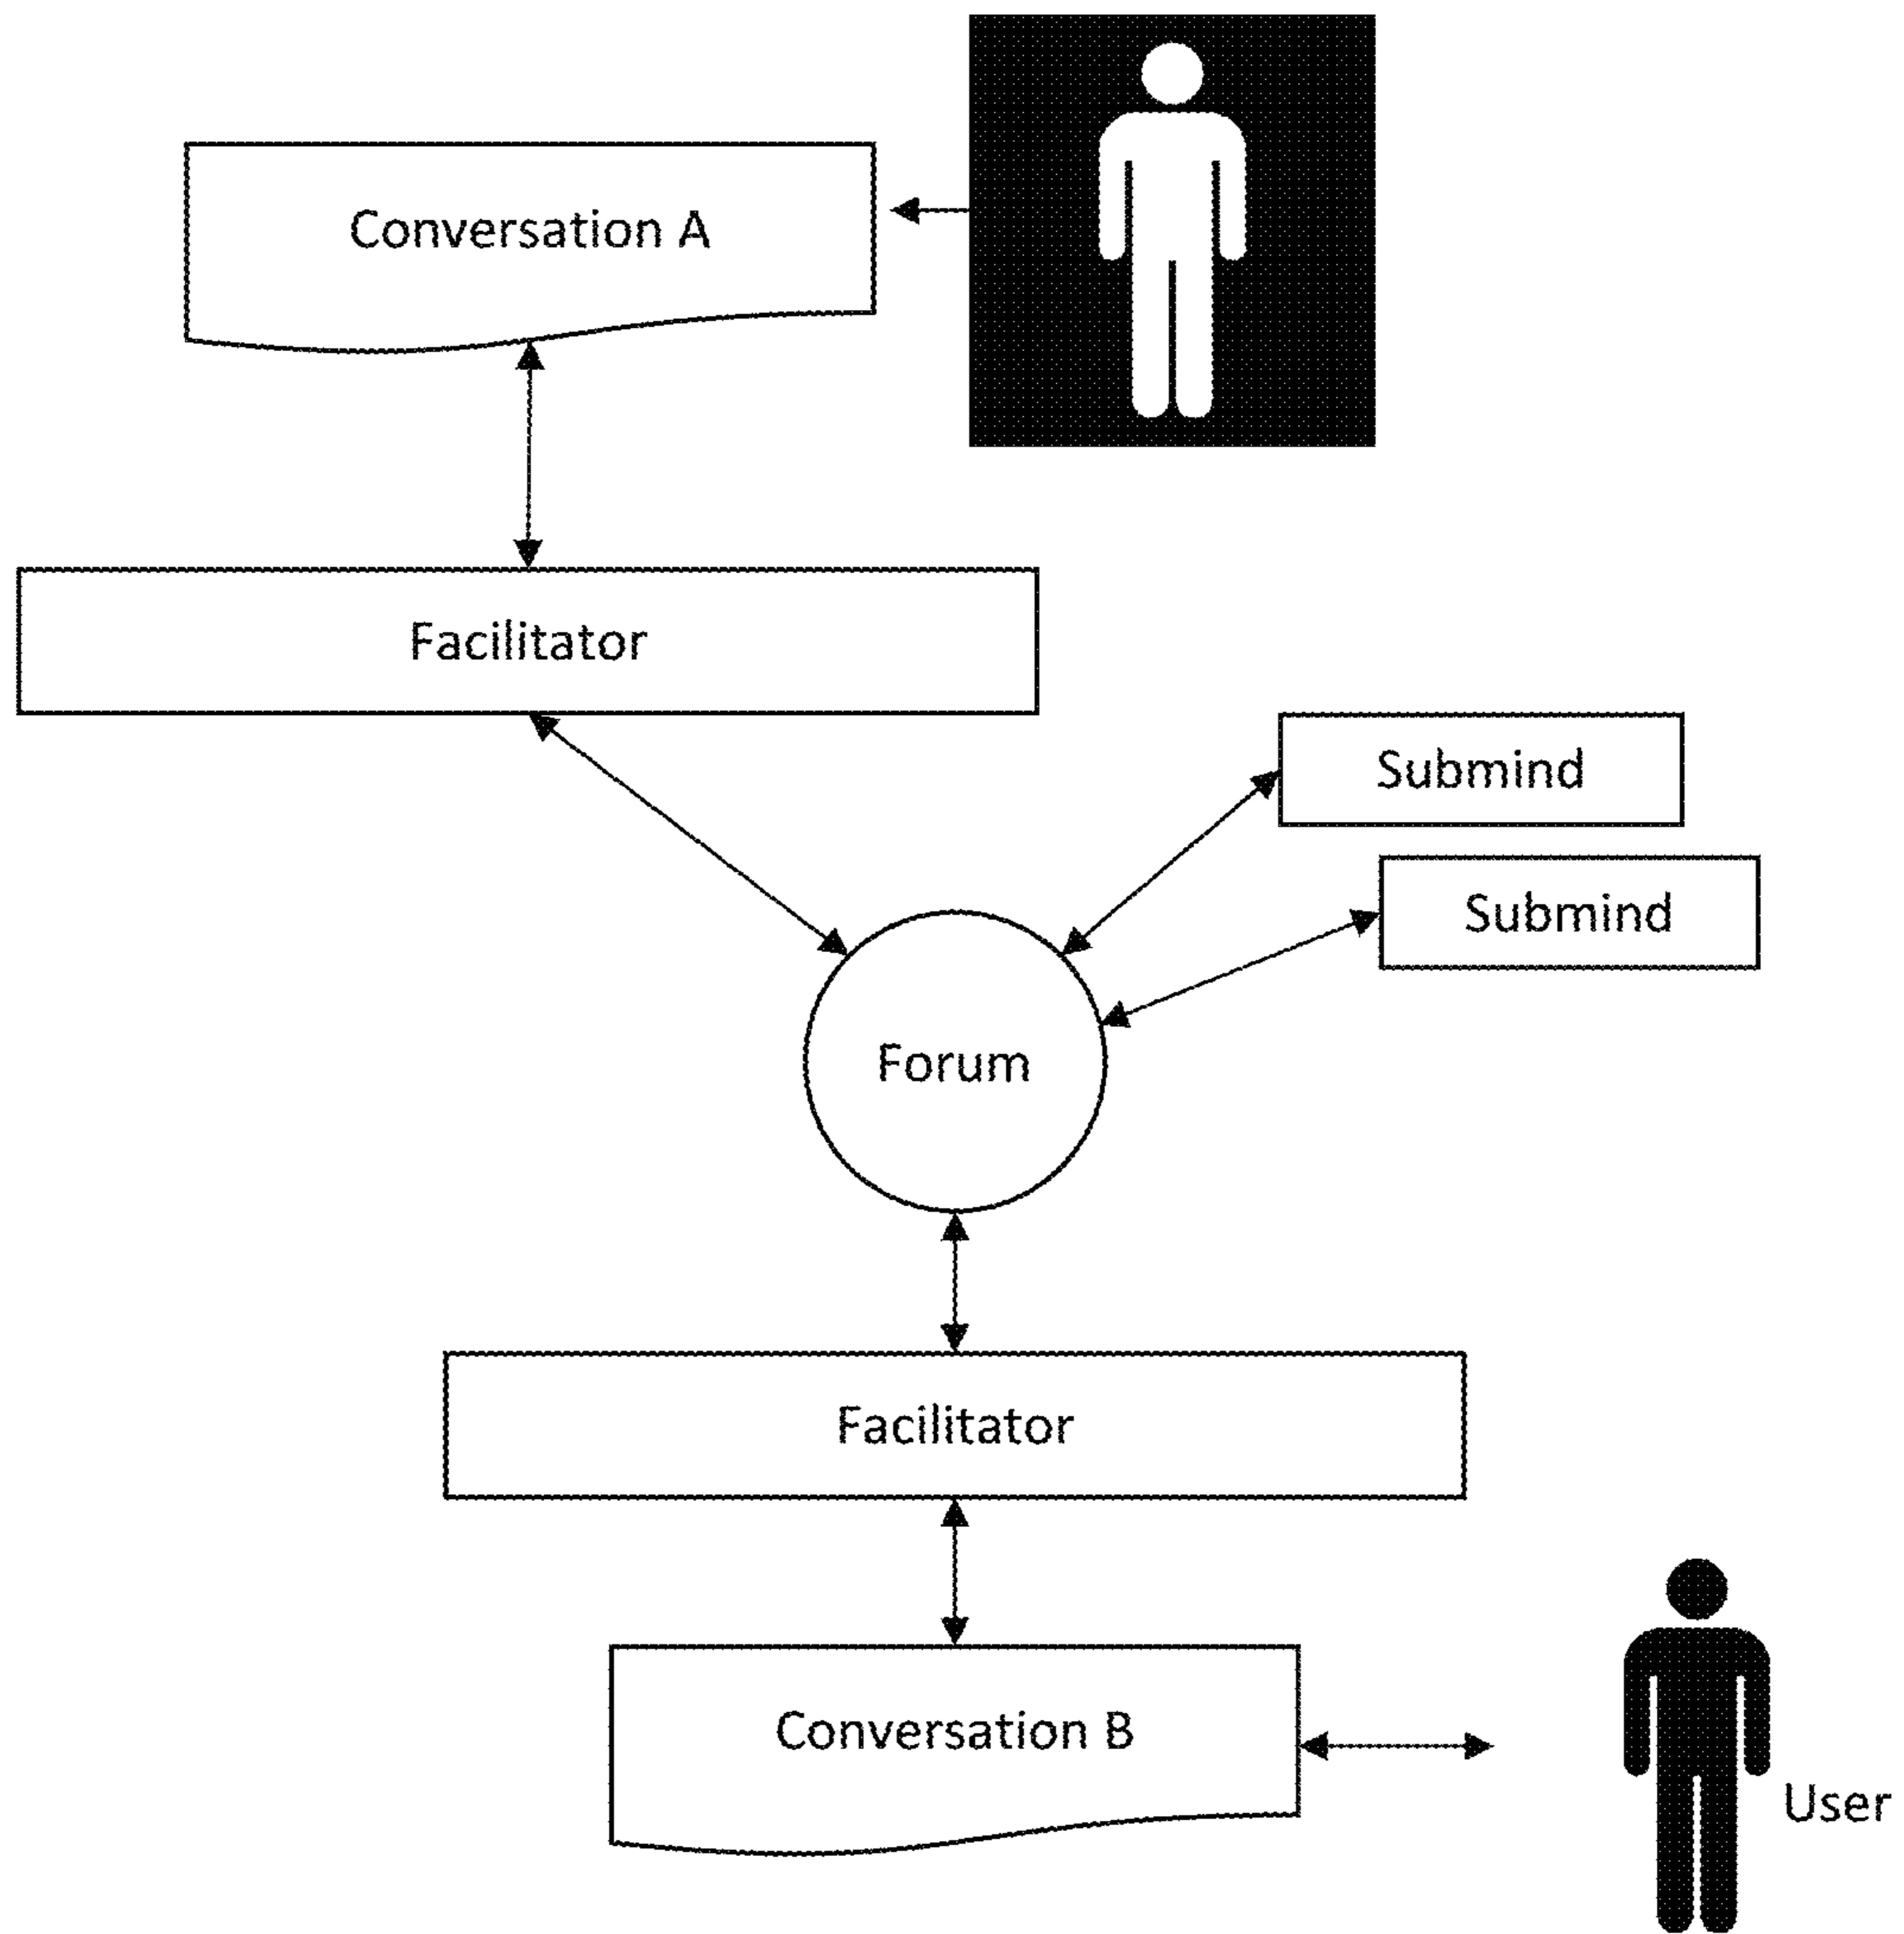 Conversation A
Facilitator
Submind
Submind
Forum
Facilitator
Conversation B
User